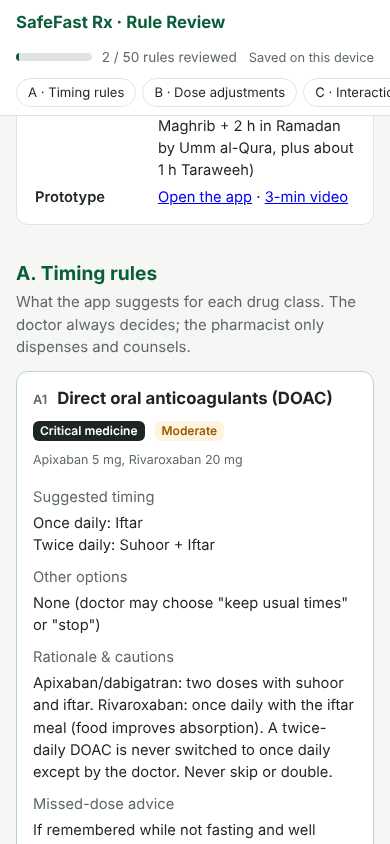 SafeFast Rx · Rule Review
2 / 50 rules reviewed Saved on this device
A · Timing rules B · Dose adjustments C · Interactio
Maghrib + 2 h in Ramadan
by Umm al-Qura, plus about
1 h Taraweeh)
Prototype Open the app · 3-min video
A. Timing rules
What the app suggests for each drug class. The
doctor always decides; the pharmacist only
dispenses and counsels.
A1 Direct oral anticoagulants (DOAC)
Critical medicine Moderate
Apixaban 5 mg, Rivaroxaban 20 mg
Suggested timing
Once daily: Iftar
Twice daily: Suhoor + Iftar
Other options
None (doctor may choose "keep usual times"
or "stop")
Rationale & cautions
Apixaban/dabigatran: two doses with suhoor
and iftar. Rivaroxaban: once daily with the iftar
meal (food improves absorption). A twice-
daily DOAC is never switched to once daily
except by the doctor. Never skip or double.
Missed-dose advice
If remembered while not fasting and well